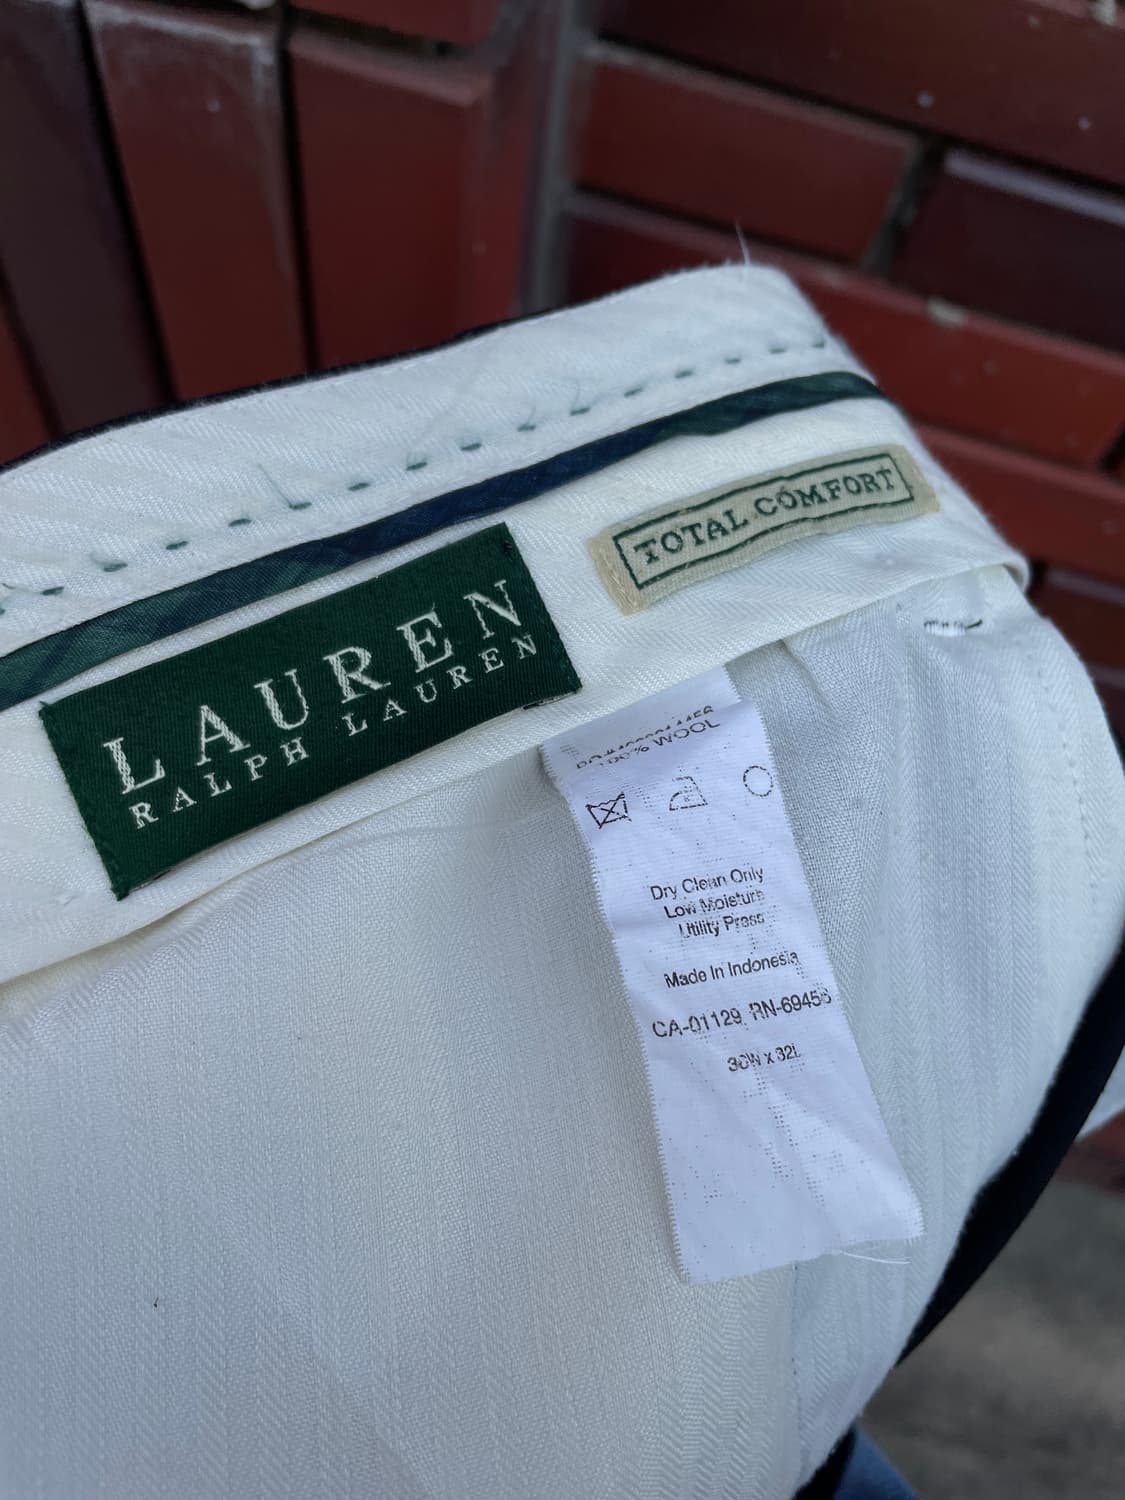 TOTAL COMFORT
LAUREN
RALPH LAUREN
100% WOOL
Dry Clean Only
Low Moisture
Utility Press
Made In Indonesia
CA-01129 RN-69456
x 32L